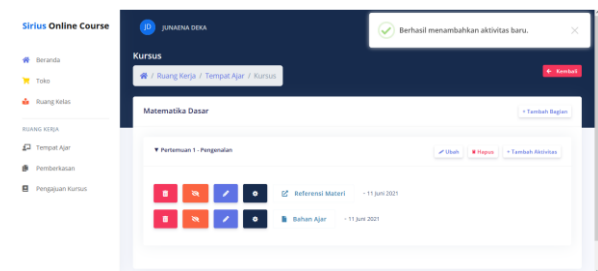 Sirius Online Course
JD JUNAENA DEKA
Berhasil menambahkan aktivitas baru.
Beranda
Toko
Ruang Kelas
RUANG KERJA
Tempat Ajar
Pemberkasan
Pengajuan Kursus
Kursus
/ Ruang Kerja / Tempat Ajar / Kursus
Kembali
Matematika Dasar
+ Tambah Bagian
Pertemuan 1 - Pengenalan
Ubah
Hapus
+ Tambah Aktivitas
Referensi Materi - 11 Juni 2021
Bahan Ajar - 11 Juni 2021